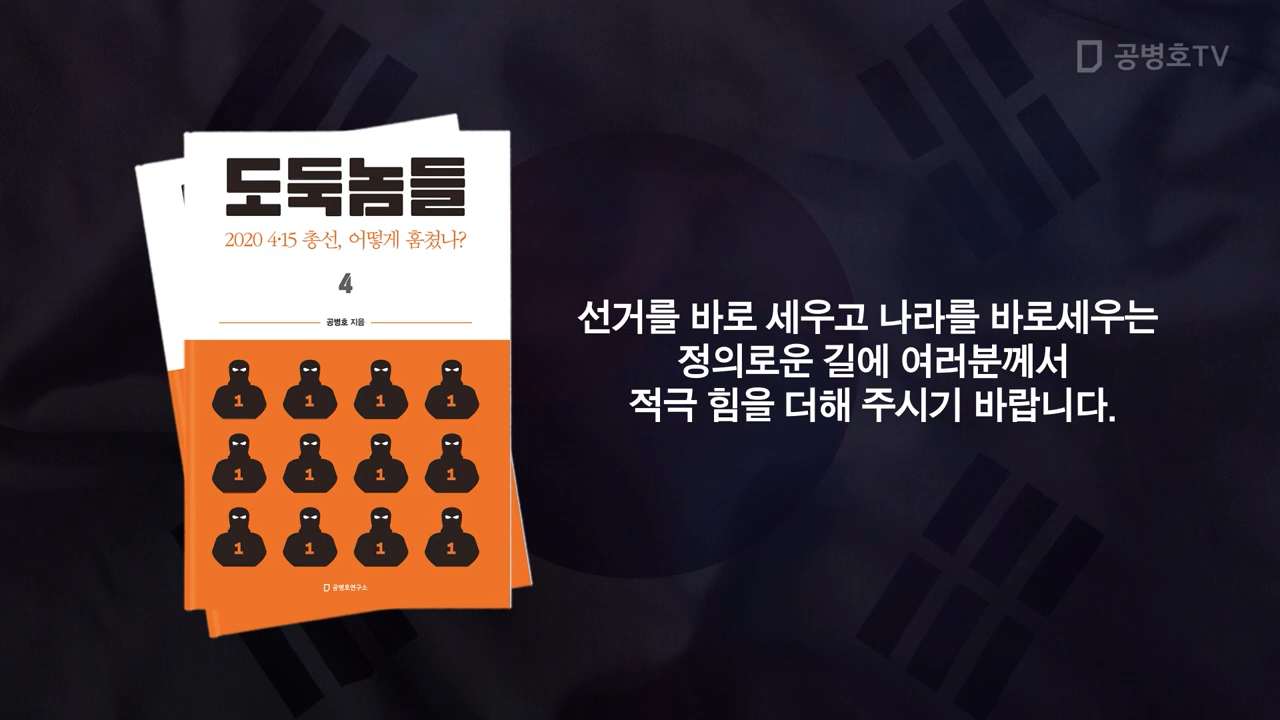 공병호TV
도둑놈들
2020 4·15 총선, 어떻게 훔쳤나?
4
공병호 지음
1 1 1 1
1 1 1 1
1 1 1 1
공병호연구소
선거를 바로 세우고 나라를 바로세우는
정의로운 길에 여러분께서
적극 힘을 더해 주시기 바랍니다.